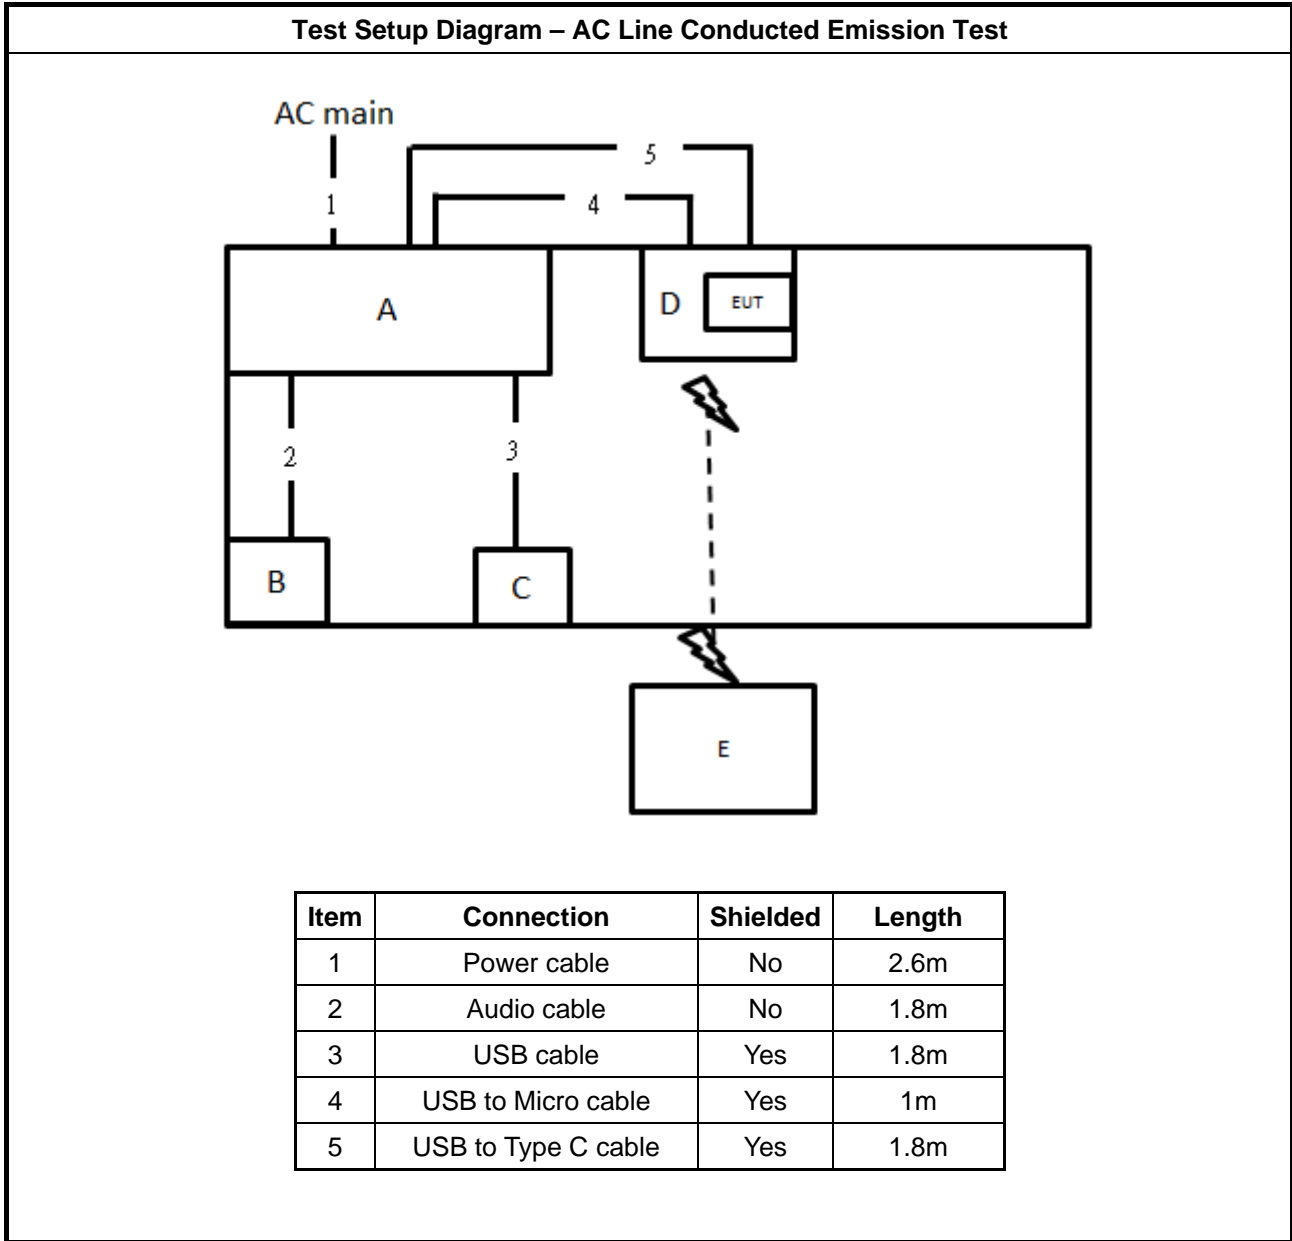 Test Setup Diagram – AC Line Conducted Emission Test
AC main
5
4
1
A
D
EUT
2
3
B
C
E
Item Connection Shielded Length
1 Power cable No 2.6m
2 Audio cable No 1.8m
3 USB cable Yes 1.8m
4 USB to Micro cable Yes 1m
5 USB to Type C cable Yes 1.8m